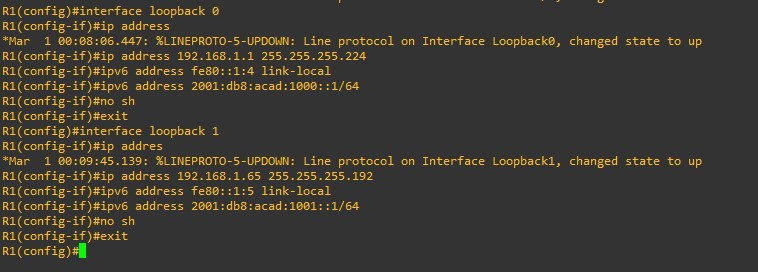 R1(config)#interface loopback 0
R1(config-if)#ip address
*Mar  1 00:08:06.447: %LINEPROTO-5-UPDOWN: Line protocol on Interface Loopback0, changed state to up
R1(config-if)#ip address 192.168.1.1 255.255.255.224
R1(config-if)#ipv6 address fe80::1:4 link-local
R1(config-if)#ipv6 address 2001:db8:acad:1000::1/64
R1(config-if)#no sh
R1(config-if)#exit
R1(config)#interface loopback 1
R1(config-if)#ip addres
*Mar  1 00:09:45.139: %LINEPROTO-5-UPDOWN: Line protocol on Interface Loopback1, changed state to up
R1(config-if)#ip address 192.168.1.65 255.255.255.192
R1(config-if)#ipv6 address fe80::1:5 link-local
R1(config-if)#ipv6 address 2001:db8:acad:1001::1/64
R1(config-if)#no sh
R1(config-if)#exit
R1(config)#